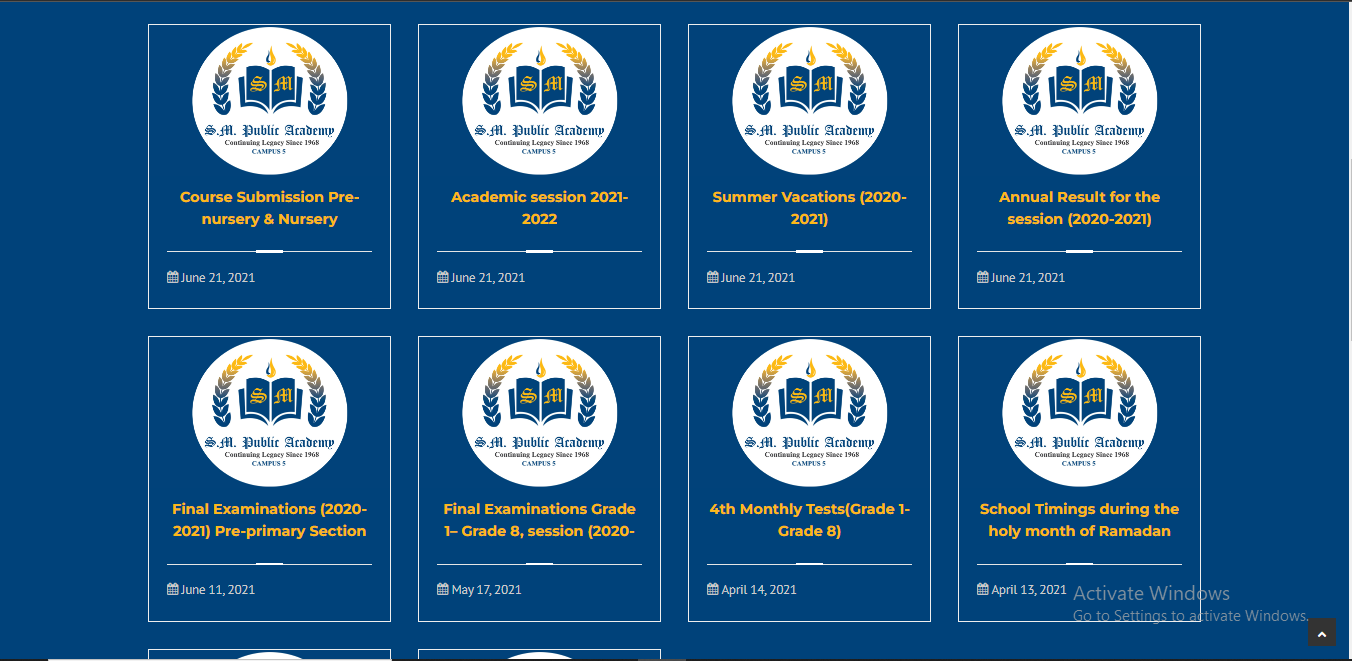 S M
S.M. Public Academy
Continuing Legacy Since 1968
CAMPUS 5
Course Submission Pre-
nursery & Nursery
June 21, 2021
S M
S.M. Public Academy
Continuing Legacy Since 1968
CAMPUS 5
Academic session 2021-
2022
June 21, 2021
S M
S.M. Public Academy
Continuing Legacy Since 1968
CAMPUS 5
Summer Vacations (2020-
2021)
June 21, 2021
S M
S.M. Public Academy
Continuing Legacy Since 1968
CAMPUS 5
Annual Result for the
session (2020-2021)
June 21, 2021
S M
S.M. Public Academy
Continuing Legacy Since 1968
CAMPUS 5
Final Examinations (2020-
2021) Pre-primary Section
June 11, 2021
S M
S.M. Public Academy
Continuing Legacy Since 1968
CAMPUS 5
Final Examinations Grade
1– Grade 8, session (2020-
May 17, 2021
S M
S.M. Public Academy
Continuing Legacy Since 1968
CAMPUS 5
4th Monthly Tests(Grade 1-
Grade 8)
April 14, 2021
S M
S.M. Public Academy
Continuing Legacy Since 1968
CAMPUS 5
School Timings during the
holy month of Ramadan
April 13, 2021
Activate Windows
Go to Settings to activate Windows.